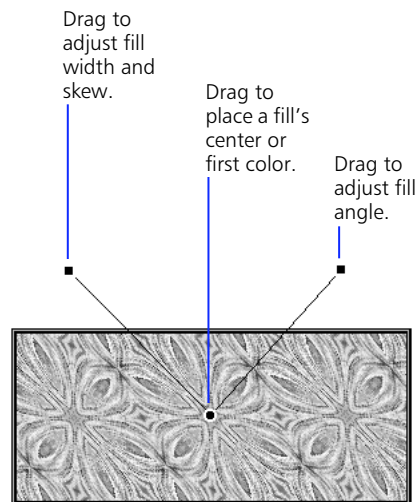 Drag to
adjust fill
width and
skew.
Drag to
place a fill's
center or
first color.
Drag to
adjust fill
angle.